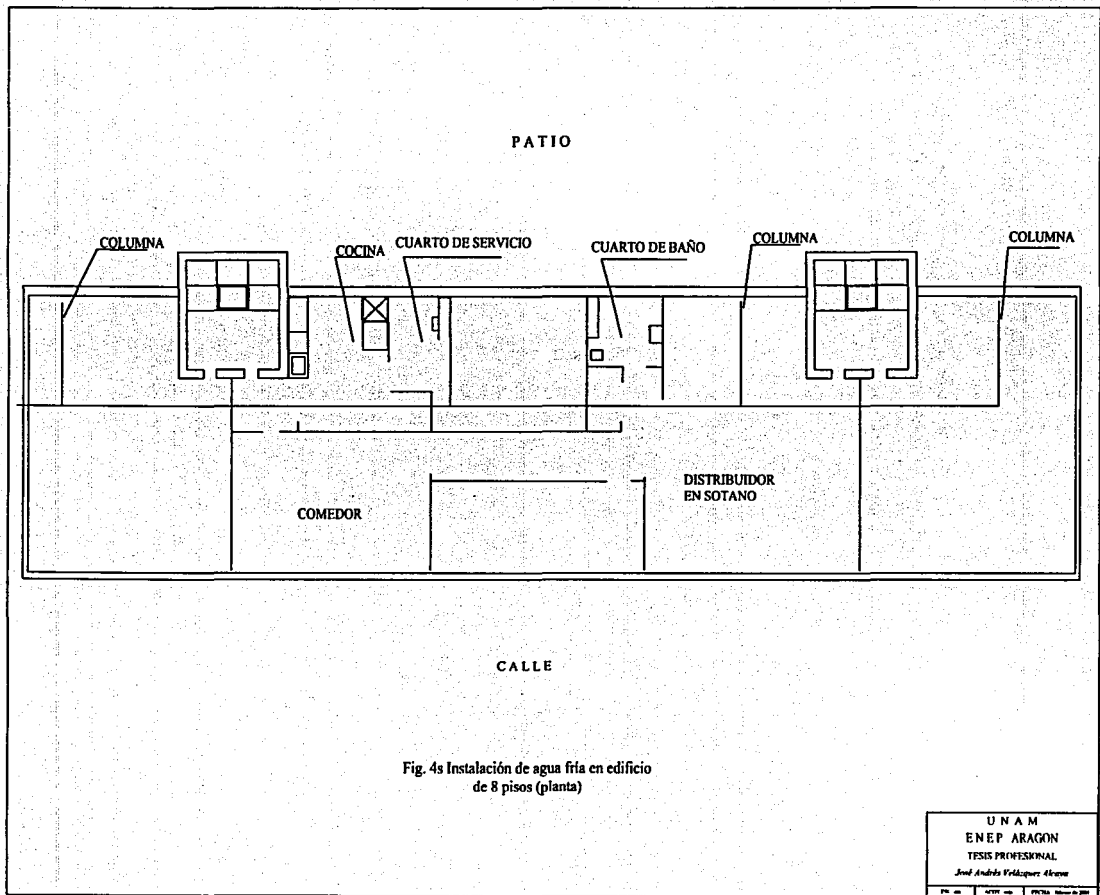 PATIO
COLUMNA
COCINA
CUARTO DE SERVICIO
CUARTO DE BAÑO
COLUMNA
COLUMNA
COMEDOR
DISTRIBUIDOR
EN SOTANO
CALLE
Fig. 4s Instalación de agua fría en edificio
de 8 pisos (planta)
UNAM
ENEP ARAGON
TESIS PROFESIONAL
José Andrés Velázquez Alcaya